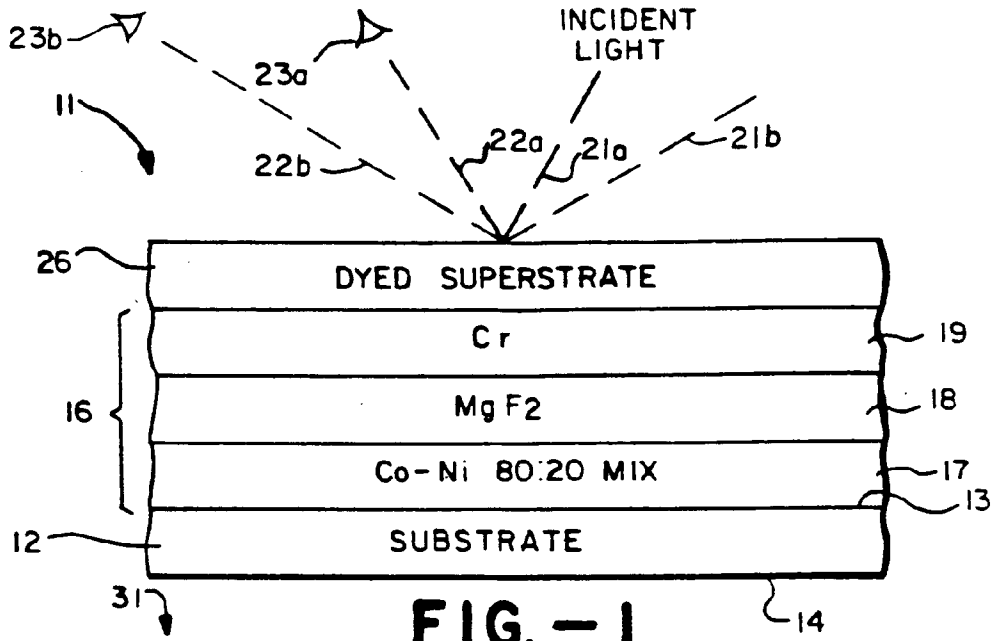 23b
23a
INCIDENT
LIGHT
11
22b
22a
21a
21b
26
DYED SUPERSTRATE
Cr
19
16
MgF2
18
Co-Ni 80:20 MIX
17
13
12
SUBSTRATE
31
14
FIG.-1